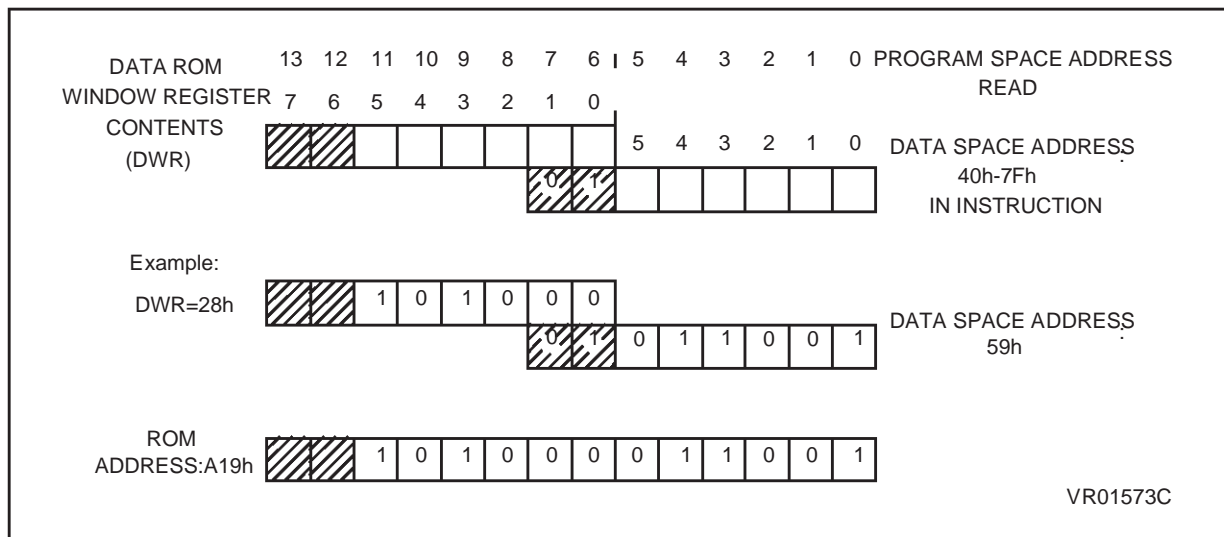 13 12 11 10 9 8 7 6 5 4 3 2 1 0 PROGRAM SPACE ADDRESS
READ
DATA ROM
WINDOW REGISTER 7 6 5 4 3 2 1 0
CONTENTS
(DWR)
5 4 3 2 1 0 DATA SPACE ADDRESS :
40h-7Fh
0 1
IN INSTRUCTION
Example:
DWR=28h 1 0 1 0 0 0
0 1 0 1 1 0 0 1 DATA SPACE ADDRESS :
59h
ROM
ADDRESS:A19h 1 0 1 0 0 0 0 1 1 0 0 1
VR01573C